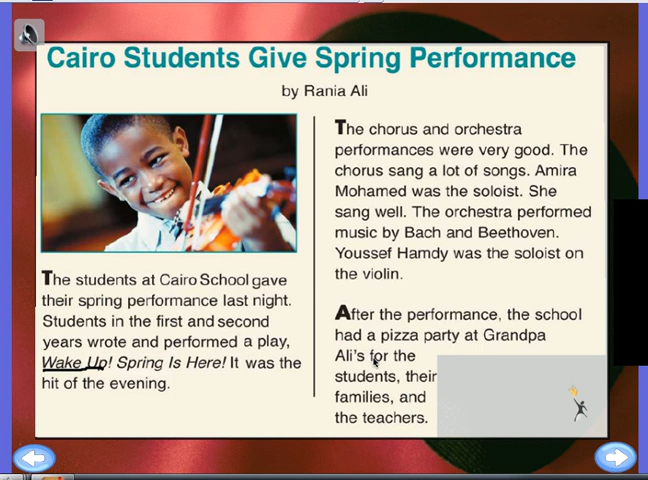 Cairo Students Give Spring Performance
by Rania Ali
The students at Cairo School gave
their spring performance last night.
Students in the first and second
years wrote and performed a play,
Wake Up! Spring Is Here! It was the
hit of the evening.
The chorus and orchestra
performances were very good. The
chorus sang a lot of songs. Amira
Mohamed was the soloist. She
sang well. The orchestra performed
music by Bach and Beethoven.
Youssef Hamdy was the soloist on
the violin.
After the performance, the school
had a pizza party at Grandpa
Ali's for the
students, their
families, and
the teachers.